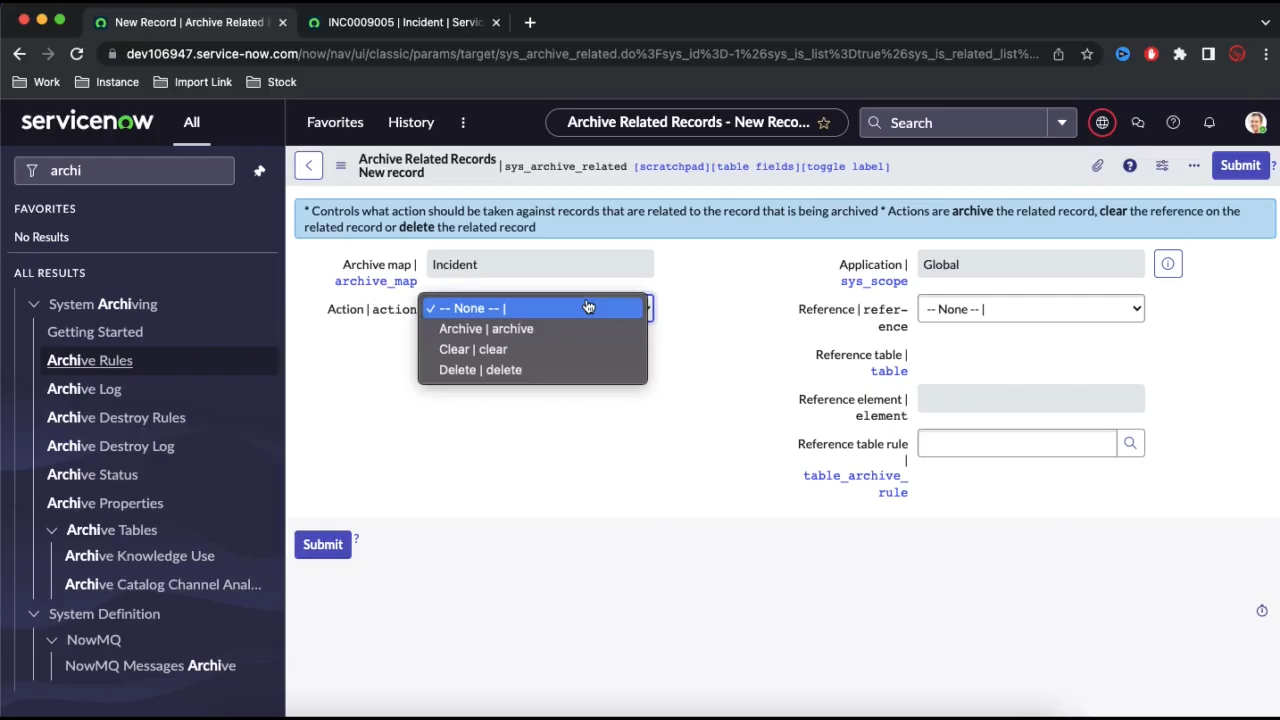 New Record | Archive Related
INC0009005 | Incident | Servic
dev106947.service-now.com/now/nav/ui/classic/params/target/sys_archive_related.do%3Fsys_id%3D-1%26sys_is_list%3Dtrue%26sys_is_related_list%...
Work
Instance
Import Link
Stock
servicenow
All
Favorites
History
Archive Related Records - New Reco...
Search
archi
FAVORITES
No Results
ALL RESULTS
System Archiving
Getting Started
Archive Rules
Archive Log
Archive Destroy Rules
Archive Destroy Log
Archive Status
Archive Properties
Archive Tables
Archive Knowledge Use
Archive Catalog Channel Anal...
System Definition
NowMQ
NowMQ Messages Archive
Archive Related Records
New record
| sys_archive_related [scratchpad][table fields][toggle label]
Submit
?
* Controls what action should be taken against records that are related to the record that is being archived * Actions are archive the related record, clear the reference on the
related record or delete the related record
Archive map |
archive_map
Incident
Action | action
-- None -- |
Archive | archive
Clear | clear
Delete | delete
Application |
sys_scope
Global
Reference | refer-
ence
-- None -- |
Reference table |
table
Reference element |
element
Reference table rule
|
table_archive_
rule
Submit
?